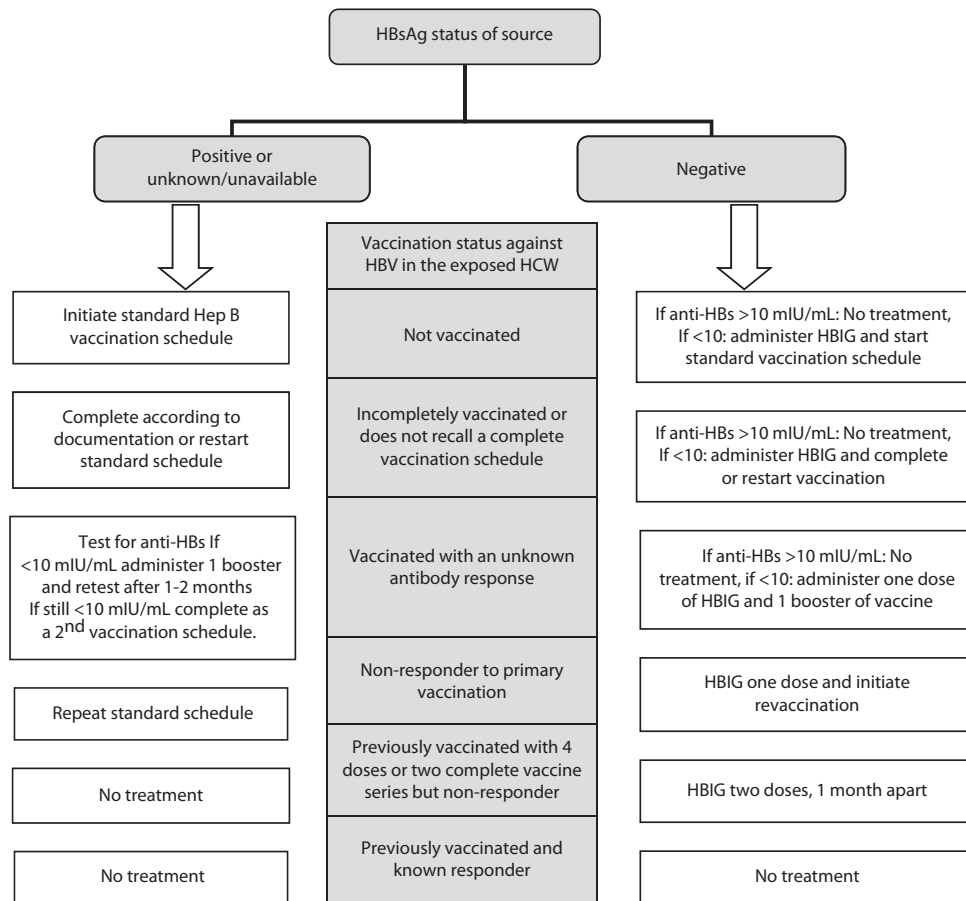 HBsAg status of source
Positive or
unknown/unavailable
Negative
Vaccination status against
HBV in the exposed HCW
Initiate standard Hep B
vaccination schedule
Not vaccinated
If anti-HBs >10 mIU/mL: No treatment,
If <10: administer HBIG and start
standard vaccination schedule
Complete according to
documentation or restart
standard schedule
Incompletely vaccinated or
does not recall a complete
vaccination schedule
If anti-HBs >10 mIU/mL: No treatment,
If <10: administer HBIG and complete
or restart vaccination
Test for anti-HBs If
<10 mIU/mL administer 1 booster
and retest after 1-2 months
If still <10 mIU/mL complete as
a 2nd vaccination schedule.
Vaccinated with an unknown
antibody response
If anti-HBs >10 mIU/mL: No
treatment, if <10: administer one dose
of HBIG and 1 booster of vaccine
Repeat standard schedule
Non-responder to primary
vaccination
HBIG one dose and initiate
revaccination
No treatment
Previously vaccinated with 4
doses or two complete vaccine
series but non-responder
HBIG two doses, 1 month apart
No treatment
Previously vaccinated and
known responder
No treatment